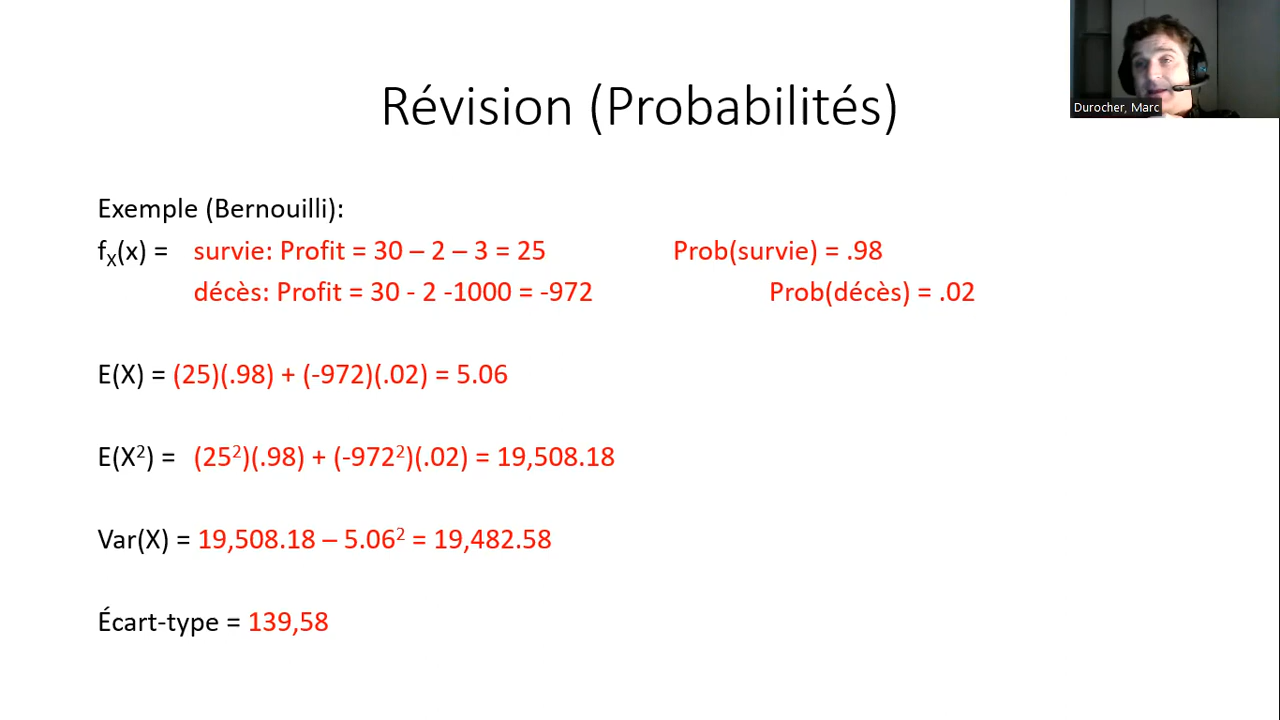 Durocher, Marc
Révision (Probabilités)
Exemple (Bernouilli):
fX(x) = survie: Profit = 30 – 2 – 3 = 25 Prob(survie) = .98
décès: Profit = 30 - 2 -1000 = -972 Prob(décès) = .02
E(X) = (25)(.98) + (-972)(.02) = 5.06
E(X²) = (25²)(.98) + (-972²)(.02) = 19,508.18
Var(X) = 19,508.18 – 5.06² = 19,482.58
Écart-type = 139,58